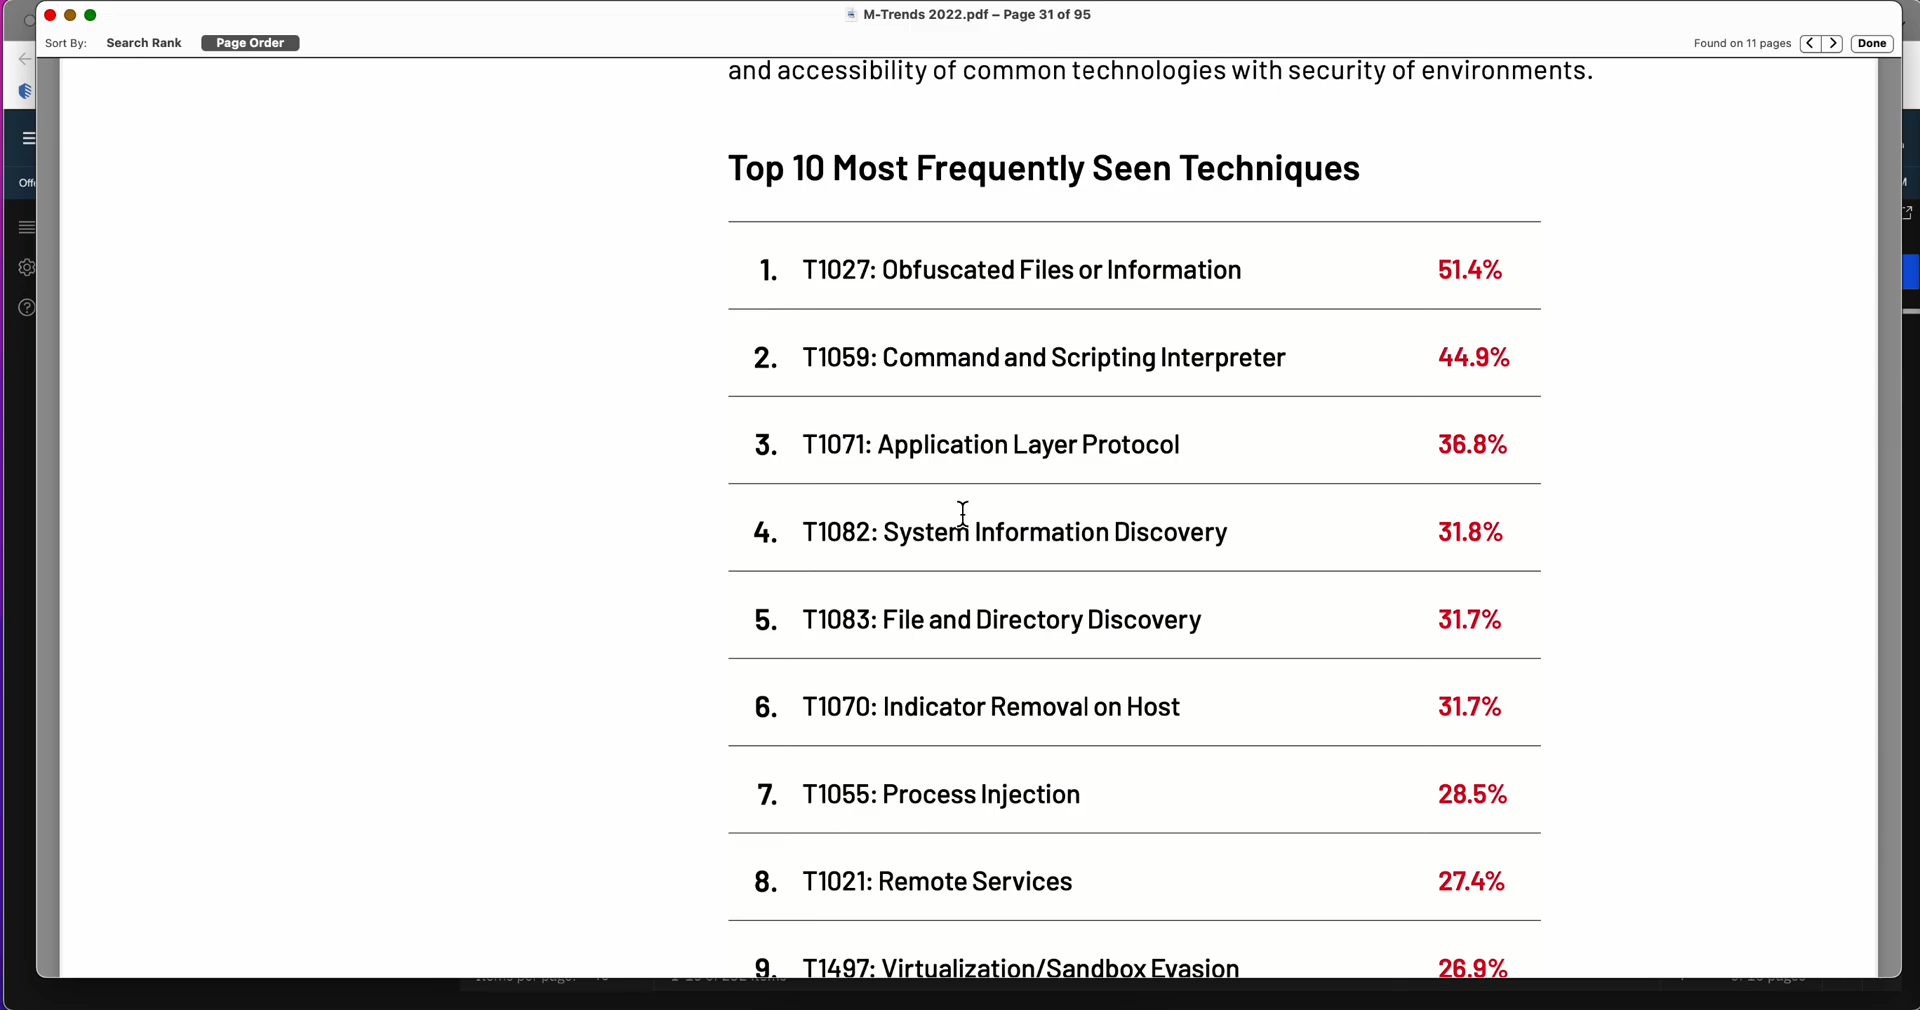 M-Trends 2022.pdf – Page 31 of 95
Sort By: Search Rank Page Order Found on 11 pages Done
and accessibility of common technologies with security of environments.
Top 10 Most Frequently Seen Techniques
1. T1027: Obfuscated Files or Information 51.4%
2. T1059: Command and Scripting Interpreter 44.9%
3. T1071: Application Layer Protocol 36.8%
4. T1082: System Information Discovery 31.8%
5. T1083: File and Directory Discovery 31.7%
6. T1070: Indicator Removal on Host 31.7%
7. T1055: Process Injection 28.5%
8. T1021: Remote Services 27.4%
9. T1497: Virtualization/Sandbox Evasion 26.9%